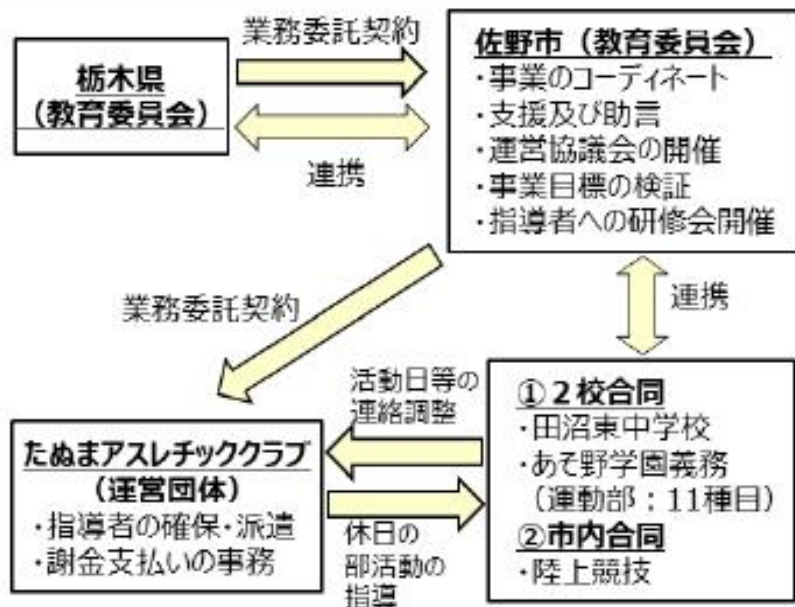 業務委託契約
栃木県
(教育委員会)
連携
佐野市(教育委員会)
・事業のコーディネート
・支援及び助言
・運営協議会の開催
・事業目標の検証
・指導者への研修会開催
業務委託契約
連携
活動日等の
連絡調整
たぬまアスレチッククラブ
(運営団体)
・指導者の確保・派遣
・謝金支払いの事務
休日の
部活動の
指導
①2校合同
・田沼東中学校
・あそ野学園義務
(運動部:11種目)
②市内合同
・陸上競技